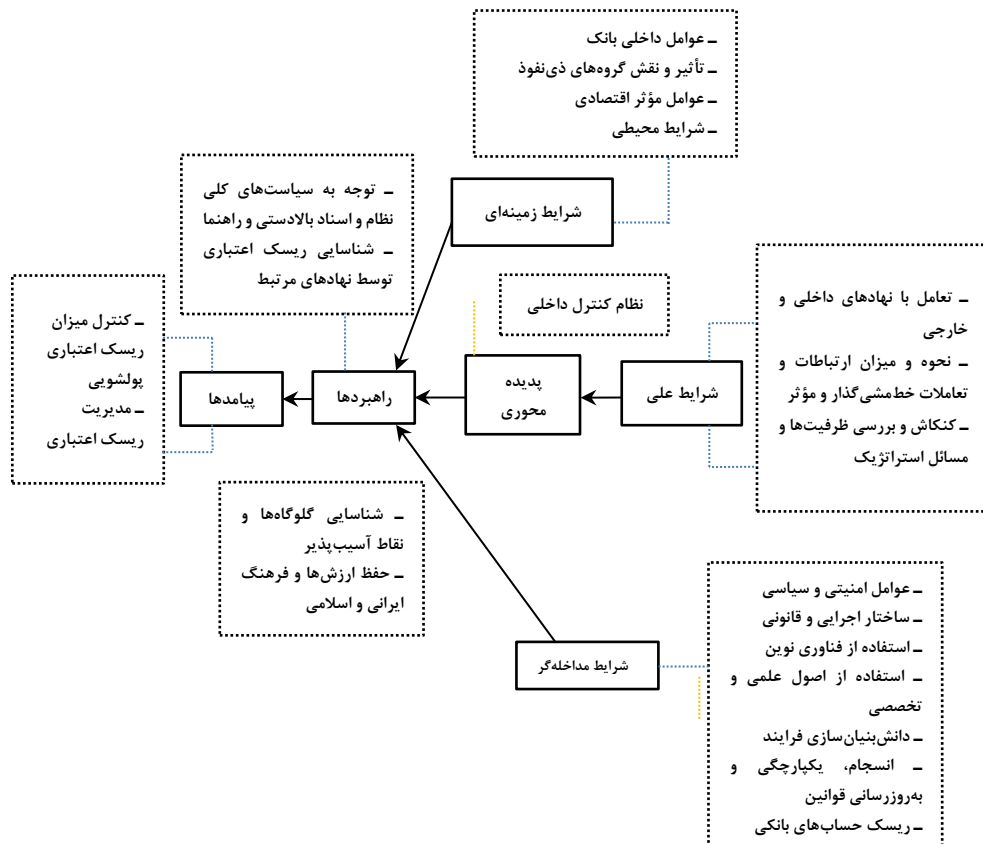 ـ عوامل داخلی بانک
ـ تأثیر و نقش گروه‌های ذی‌نفوذ
ـ عوامل مؤثر اقتصادی
ـ شرایط محیطی
ـ توجه به سیاست‌های کلی
نظام و اسناد بالادستی و راهنما
ـ شناسایی ریسک اعتباری
توسط نهادهای مرتبط
شرایط زمینه‌ای
نظام کنترل داخلی
ـ تعامل با نهادهای داخلی و
خارجی
ـ نحوه و میزان ارتباطات و
تعاملات خط‌مشی‌گذار و مؤثر
ـ کنکاش و بررسی ظرفیت‌ها و
مسائل استراتژیک
شرایط علی
پدیده
محوری
راهبردها
پیامدها
ـ کنترل میزان
ریسک اعتباری
پولشویی
ـ مدیریت
ریسک اعتباری
ـ شناسایی گلوگاه‌ها و
نقاط آسیب‌پذیر
ـ حفظ ارزش‌ها و فرهنگ
ایرانی و اسلامی
شرایط مداخله‌گر
ـ عوامل امنیتی و سیاسی
ـ ساختار اجرایی و قانونی
ـ استفاده از فناوری نوین
ـ استفاده از اصول علمی و
تخصصی
ـ دانش‌بنیان‌سازی فرایند
ـ انسجام، یکپارچگی و
به‌روزرسانی قوانین
ـ ریسک حساب‌های بانکی